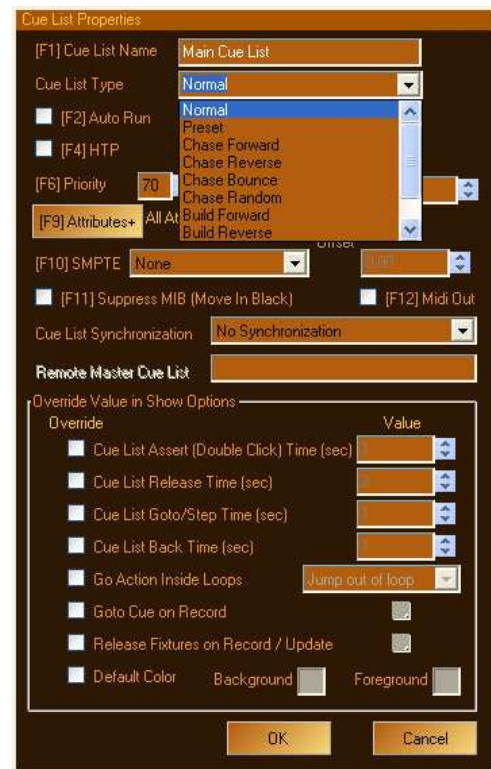 Cue List Properties
[F1] Cue List Name Main Cue List
Cue List Type Normal
Normal
Preset
Chase Forward
Chase Reverse
Chase Bounce
Chase Random
Build Forward
Build Reverse
[F2] Auto Run
[F4] HTP
[F6] Priority 70
[F9] Attributes+ All At
Offset
[F10] SMPTE None 0.00
[F11] Suppress MIB (Move In Black) [F12] Midi Out
Cue List Synchronization No Synchronization
Remote Master Cue List
Override Value in Show Options
Override Value
Cue List Assert (Double Click) Time (sec)
Cue List Release Time (sec) 2
Cue List Goto/Step Time (sec) 1
Cue List Back Time (sec) 1
Go Action Inside Loops Jump out of loop
Goto Cue on Record
Release Fixtures on Record / Update
Default Color Background Foreground
OK Cancel